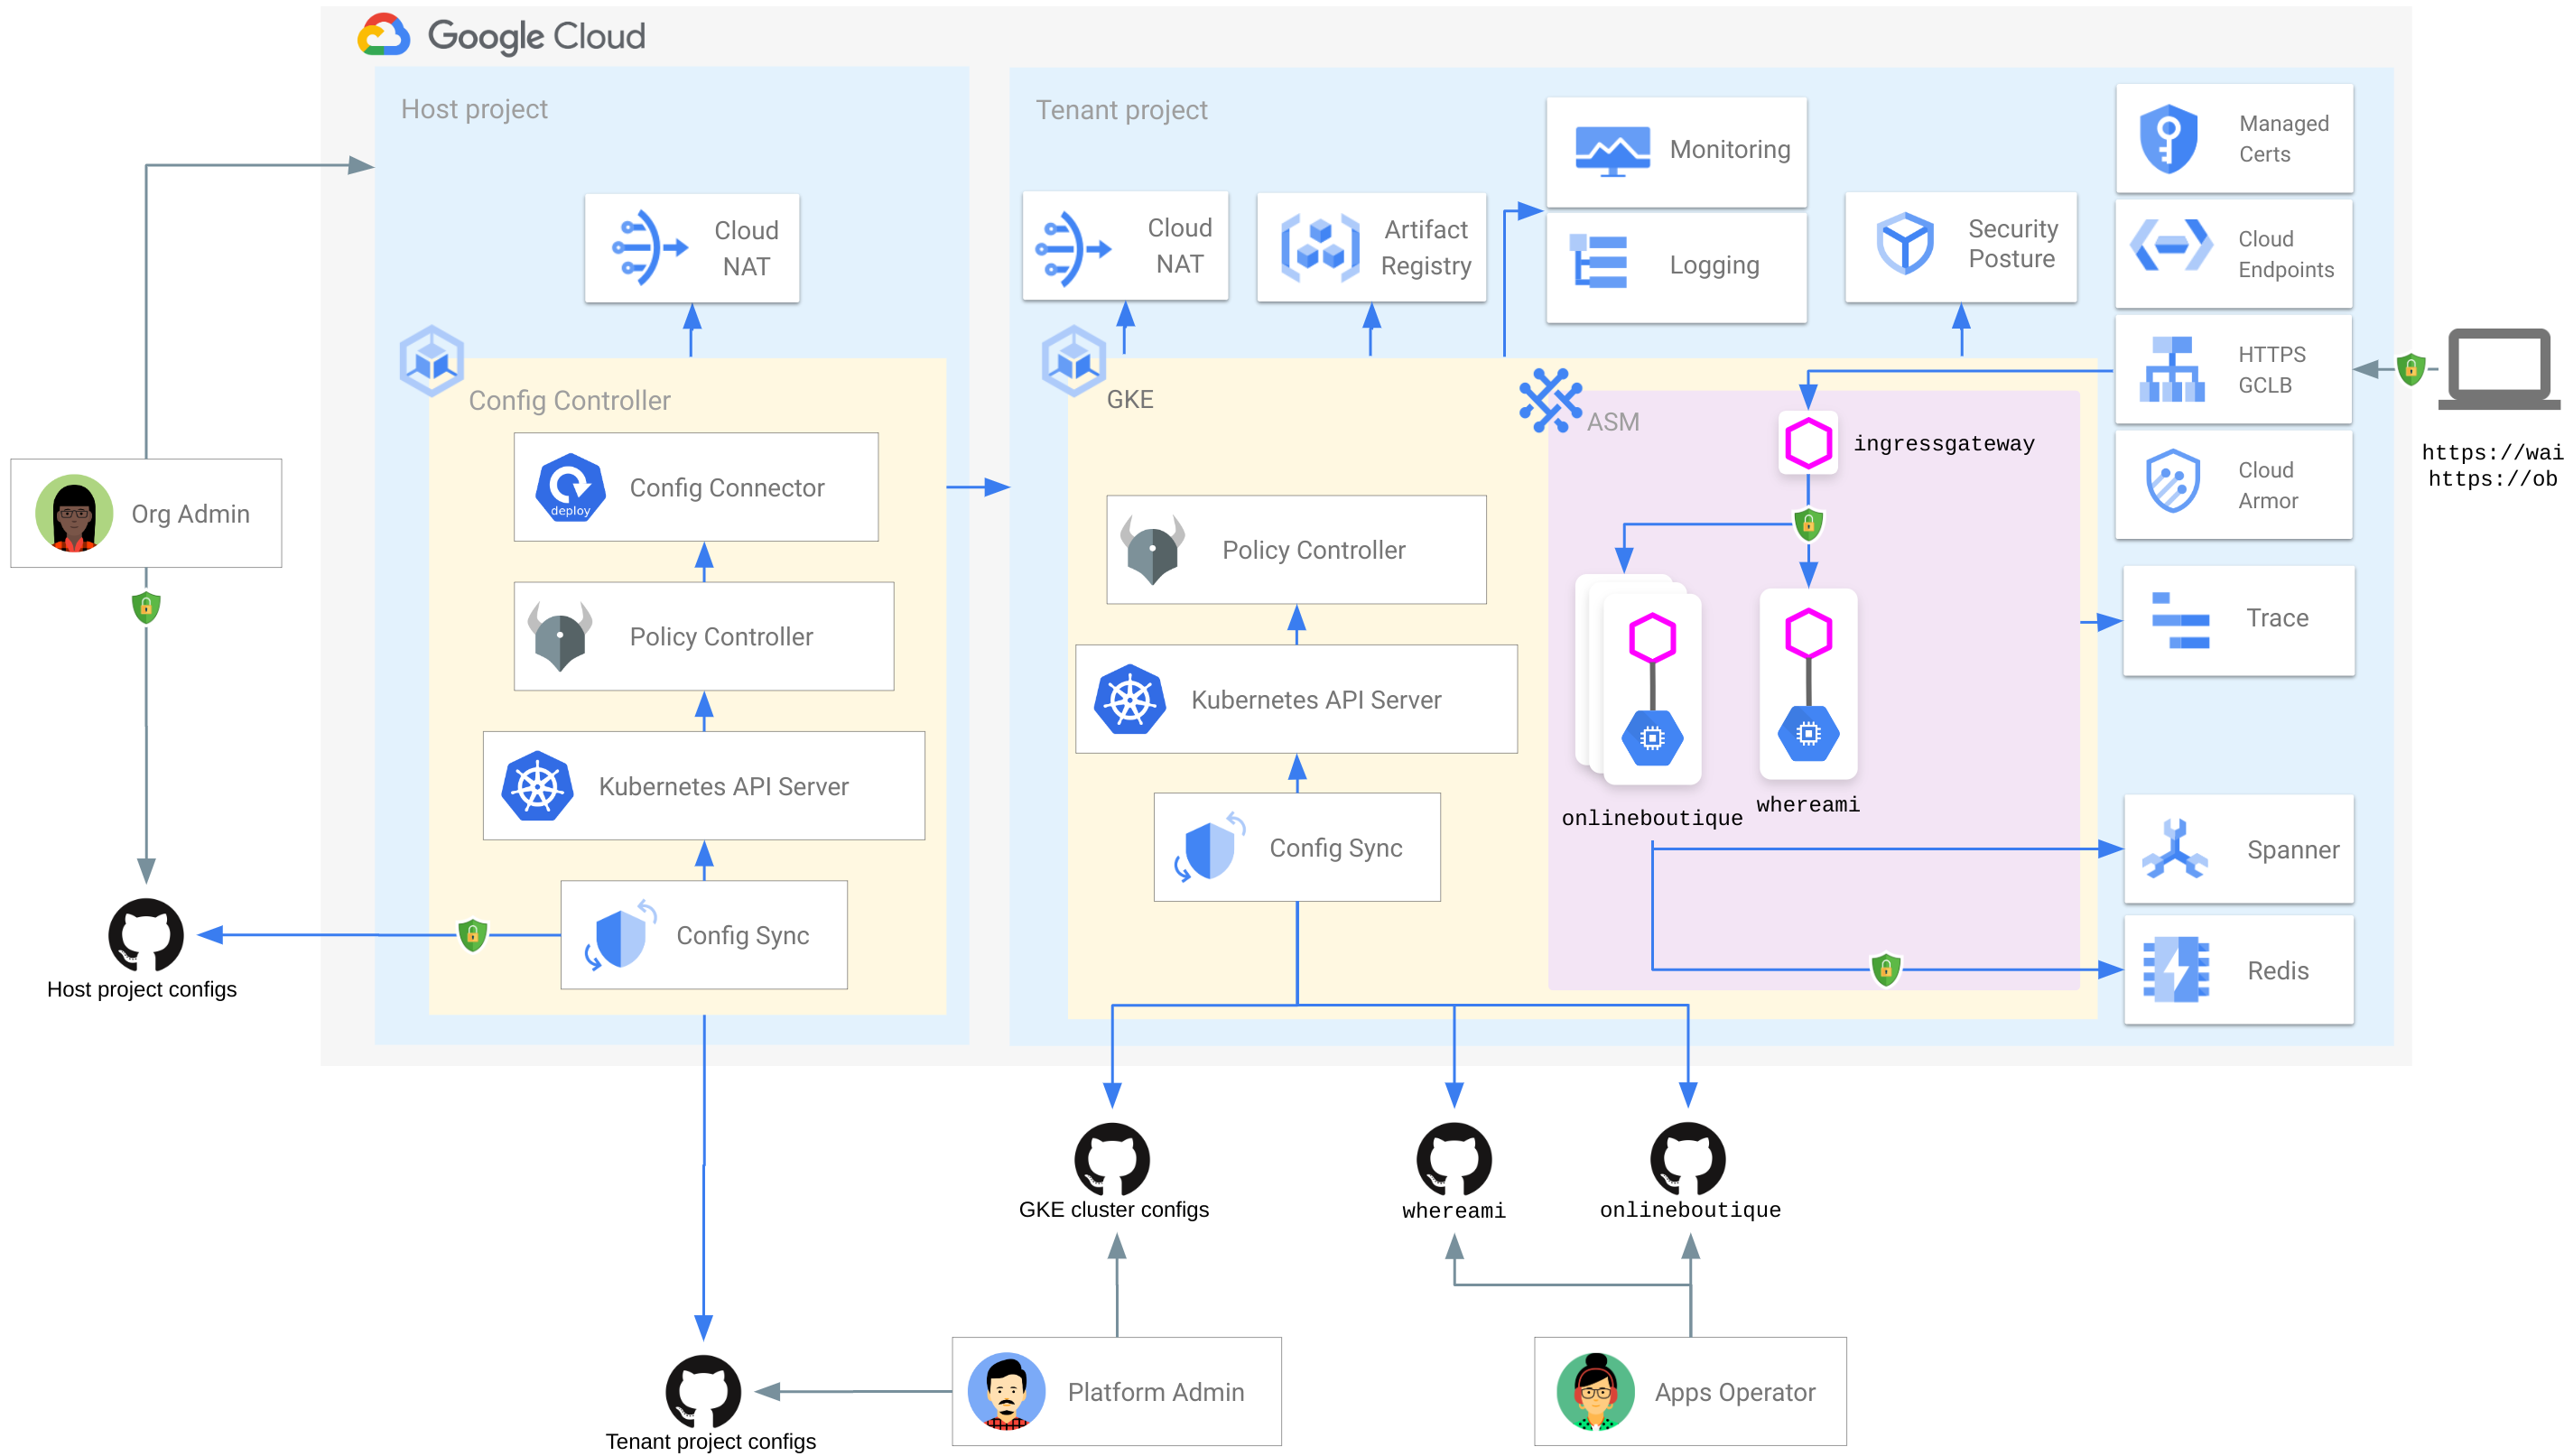 Google Cloud
Host project
Tenant project
Cloud
NAT
Cloud
NAT
Artifact
Registry
Monitoring
Logging
Security
Posture
Managed
Certs
Cloud
Endpoints
HTTPS
GCLB
Cloud
Armor
https://wai
https://ob
Config Controller
GKE
ASM
ingressgateway
Org Admin
Config Connector
deploy
Policy Controller
Kubernetes API Server
Config Sync
Policy Controller
Kubernetes API Server
Config Sync
onlineboutique
whereami
Trace
Spanner
Redis
Host project configs
GKE cluster configs
whereami
onlineboutique
Platform Admin
Apps Operator
Tenant project configs